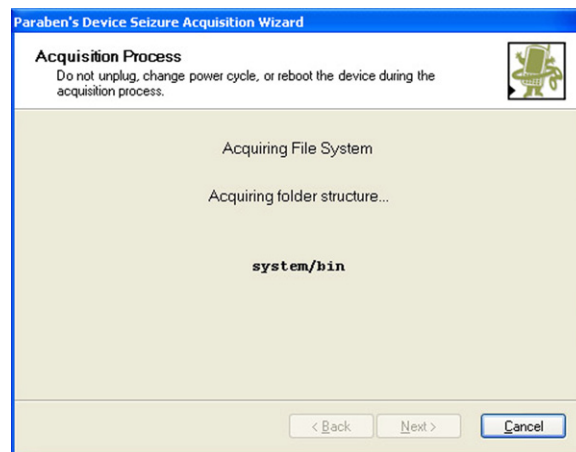 Paraben's Device Seizure Acquisition Wizard
Acquisition Process
Do not unplug, change power cycle, or reboot the device during the
acquisition process.
Acquiring File System
Acquiring folder structure...
system/bin
< Back Next > Cancel